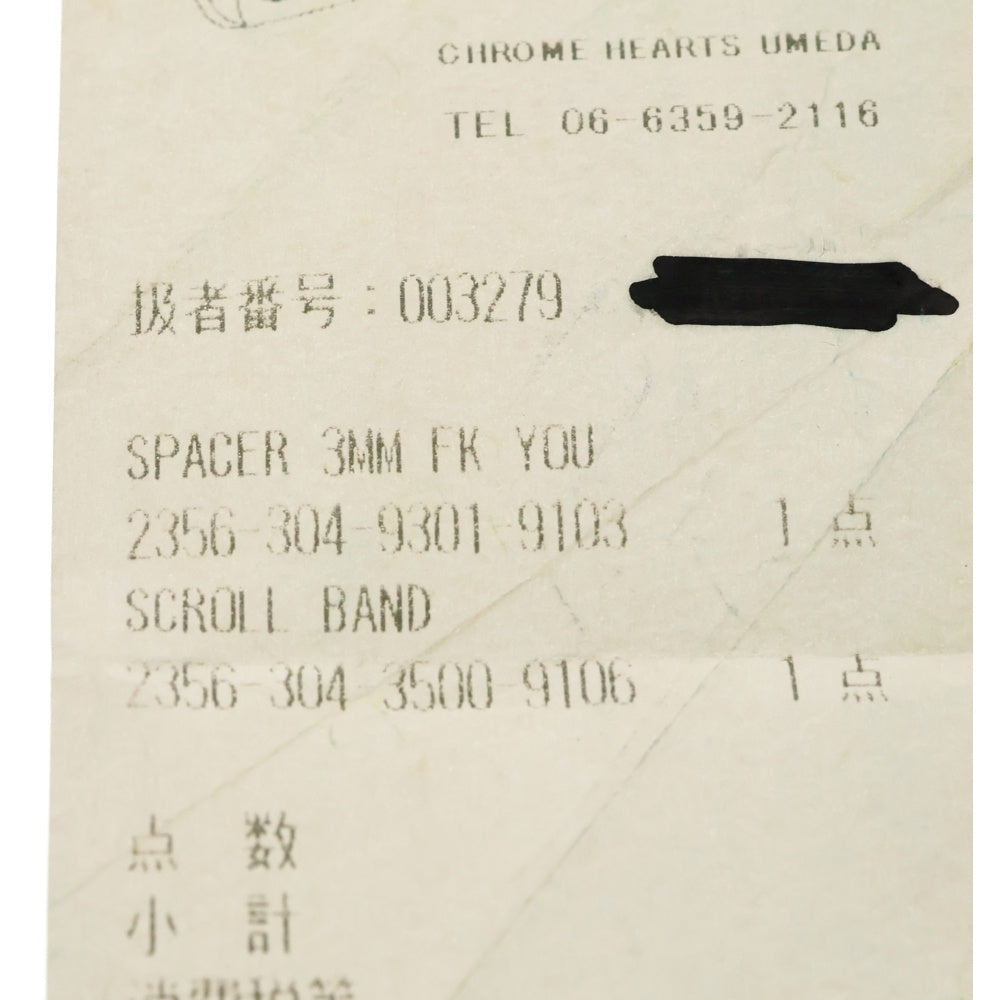 CHROME HEARTS UMEDA
TEL 06-6359-2116
扱者番号:003279
SPACER 3MM FK YOU
2356-304-9301-9103 1点
SCROLL BAND
2356-304-3500-9106 1点
点 数
小 計